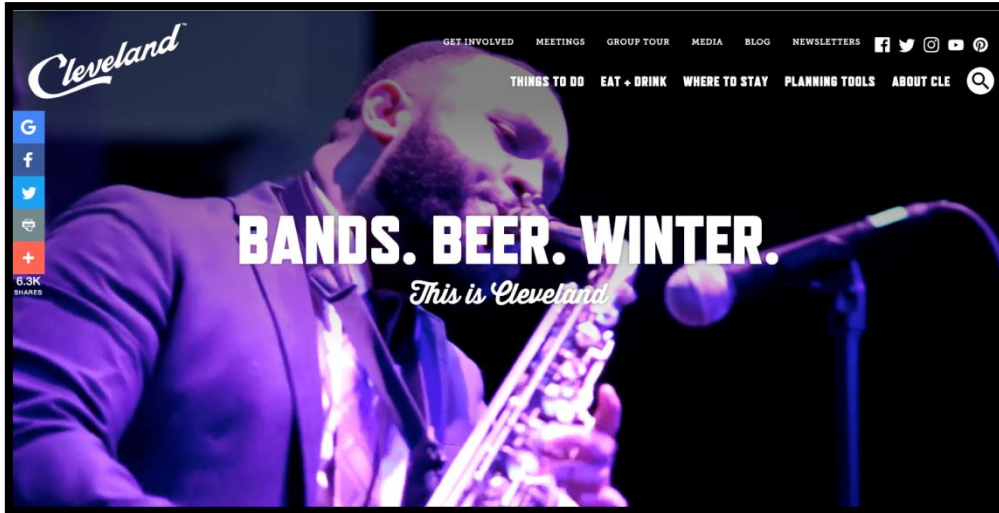 Cleveland™
GET INVOLVED MEETINGS GROUP TOUR MEDIA BLOG NEWSLETTERS
THINGS TO DO EAT + DRINK WHERE TO STAY PLANNING TOOLS ABOUT CLE
BANDS. BEER. WINTER.
This is Cleveland
6.3K
SHARES